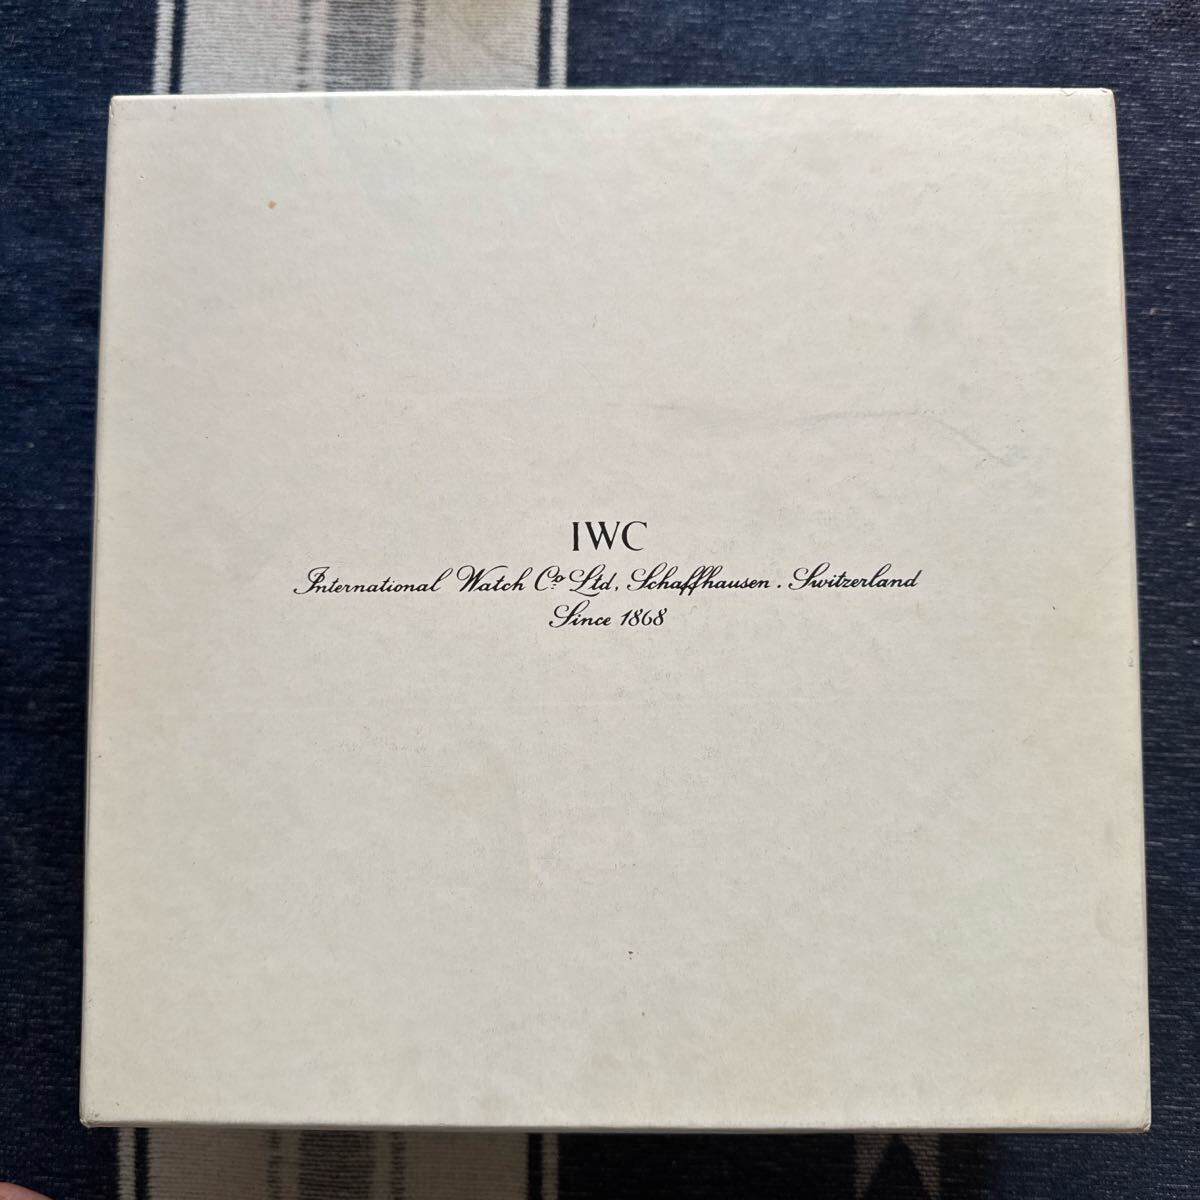 IWC
International Watch Co. Ltd, Schaffhausen. Switzerland
Since 1868